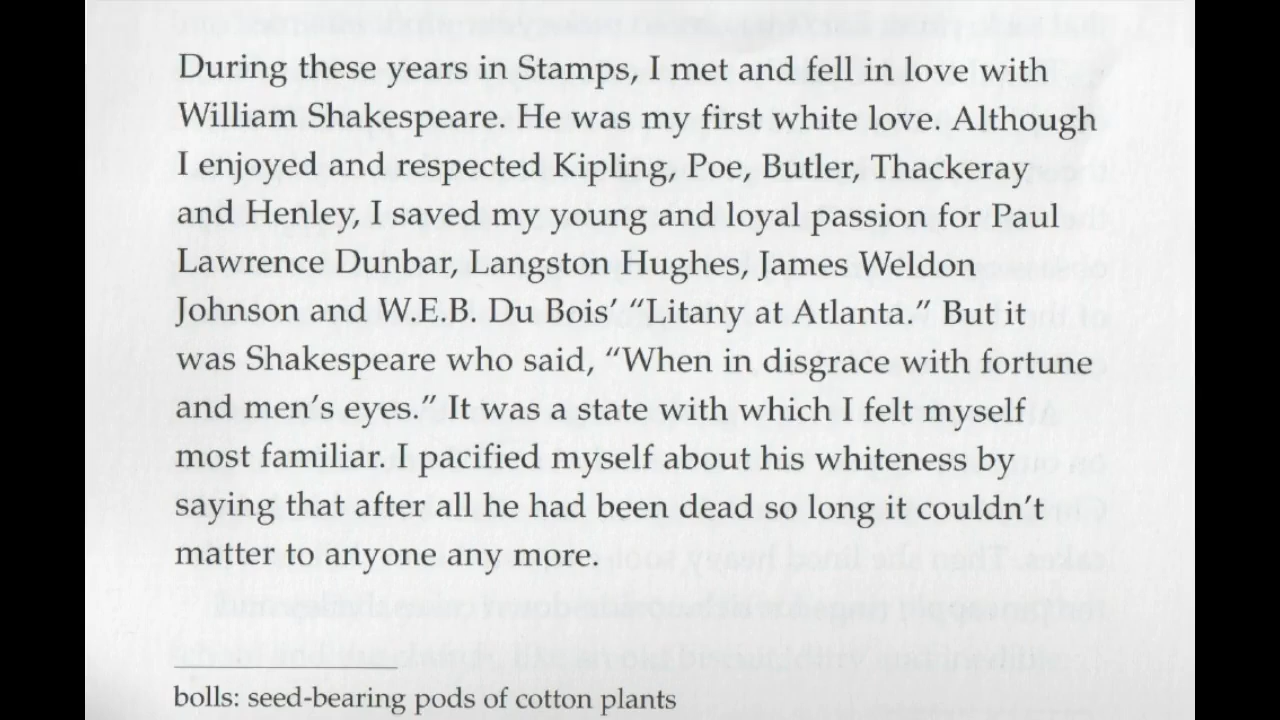 During these years in Stamps, I met and fell in love with
William Shakespeare. He was my first white love. Although
I enjoyed and respected Kipling, Poe, Butler, Thackeray
and Henley, I saved my young and loyal passion for Paul
Lawrence Dunbar, Langston Hughes, James Weldon
Johnson and W.E.B. Du Bois’ “Litany at Atlanta.” But it
was Shakespeare who said, “When in disgrace with fortune
and men’s eyes.” It was a state with which I felt myself
most familiar. I pacified myself about his whiteness by
saying that after all he had been dead so long it couldn’t
matter to anyone any more.
bolls: seed-bearing pods of cotton plants